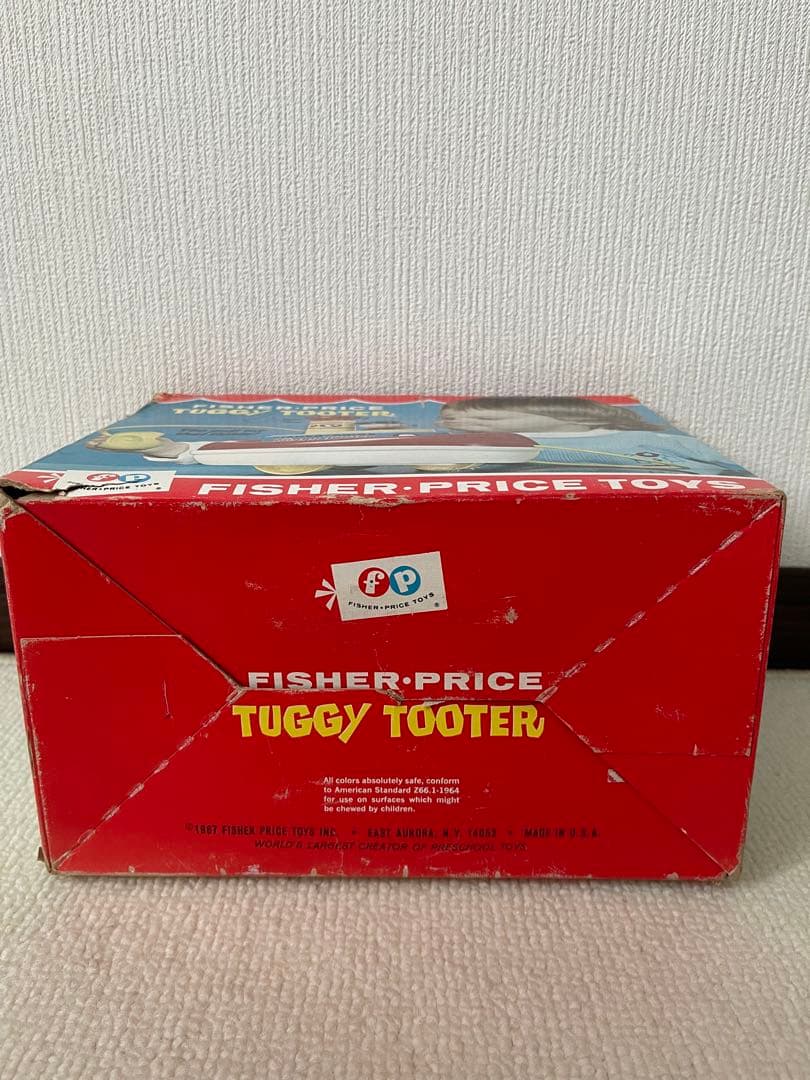 FISHER·PRICE
TUGGY TOOTER
fp
FISHER·PRICE TOYS
FISHER·PRICE TOYS
fp
FISHER·PRICE TOYS
FISHER·PRICE
TUGGY TOOTER
All colors absolutely safe, conform
to American Standard Z66.1-1964
for use on surfaces which might
be chewed by children.
©1967 FISHER PRICE TOYS INC. • EAST AURORA, N.Y. 14052 • MADE IN U.S.A.
WORLD'S LARGEST CREATOR OF PRESCHOOL TOYS